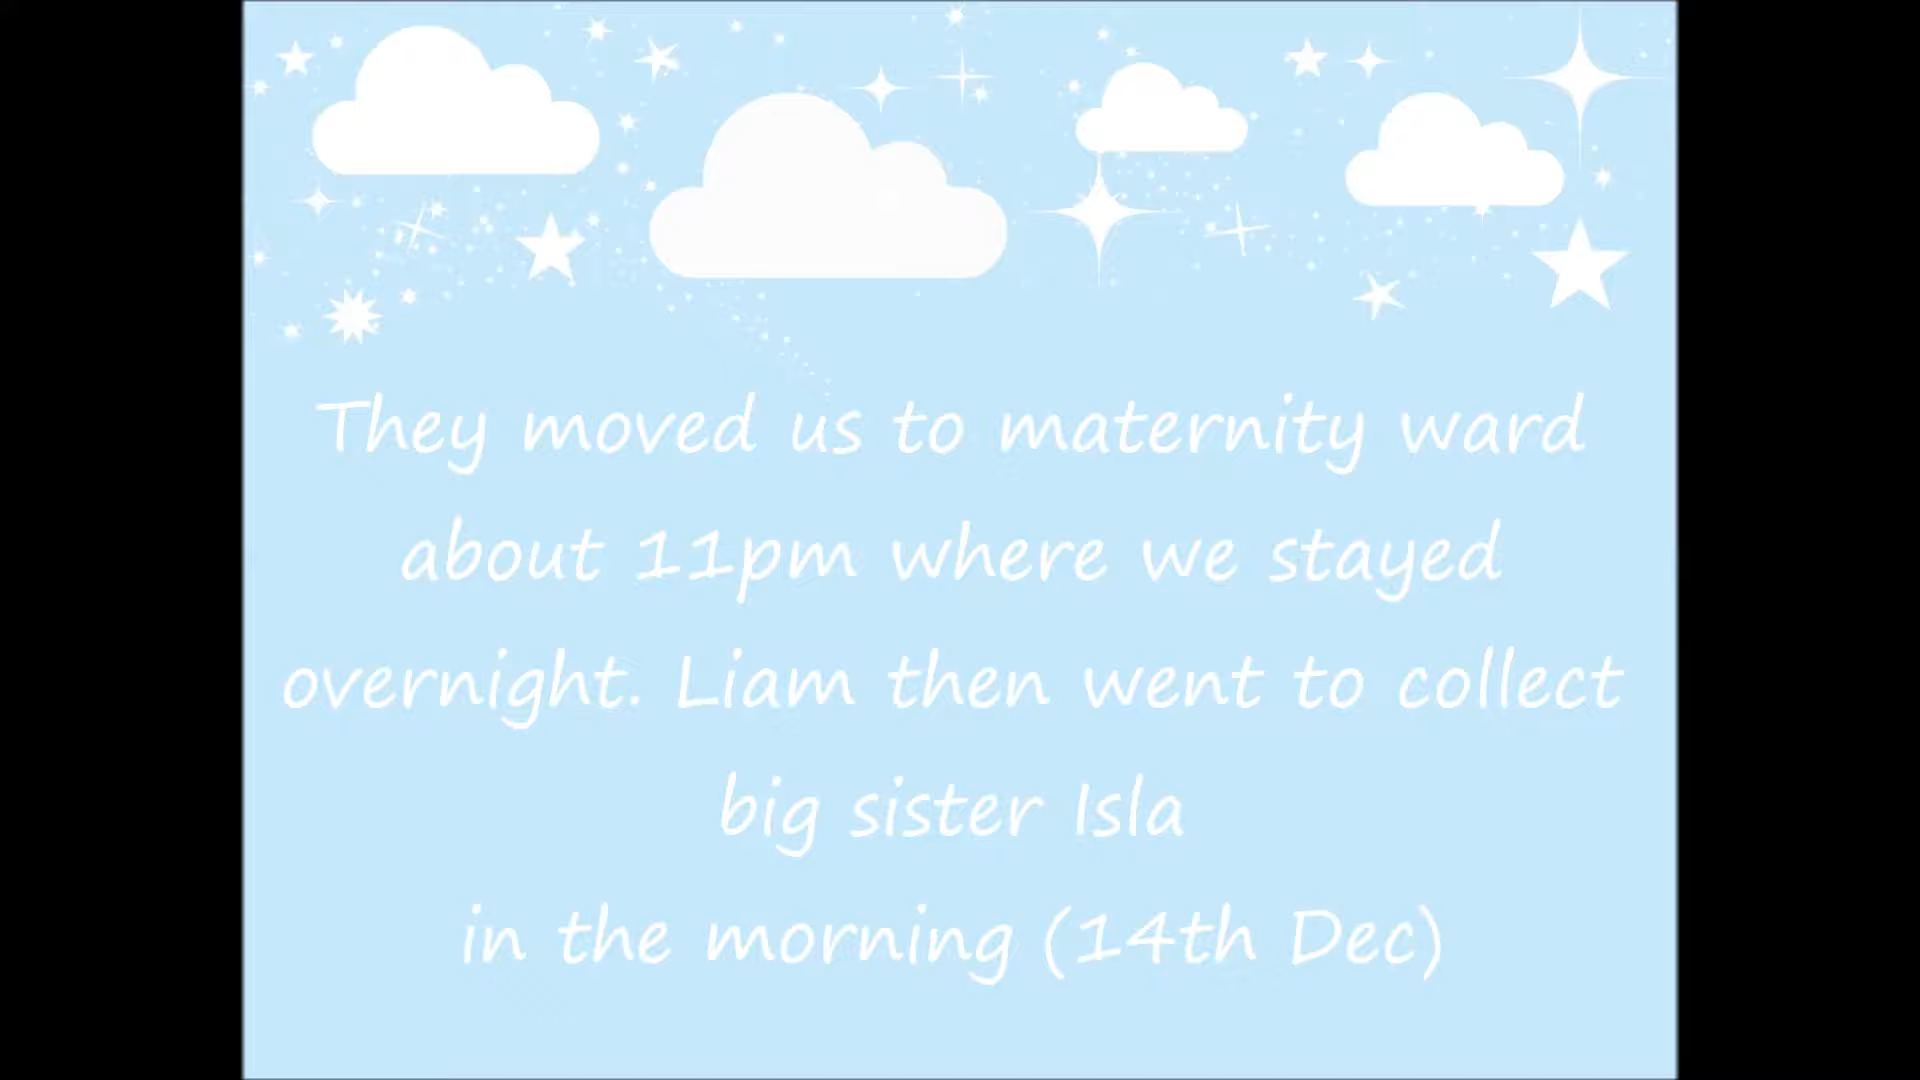 They moved us to maternity ward
about 11pm where we stayed
overnight. Liam then went to collect
big sister Isla
in the morning (14th Dec)